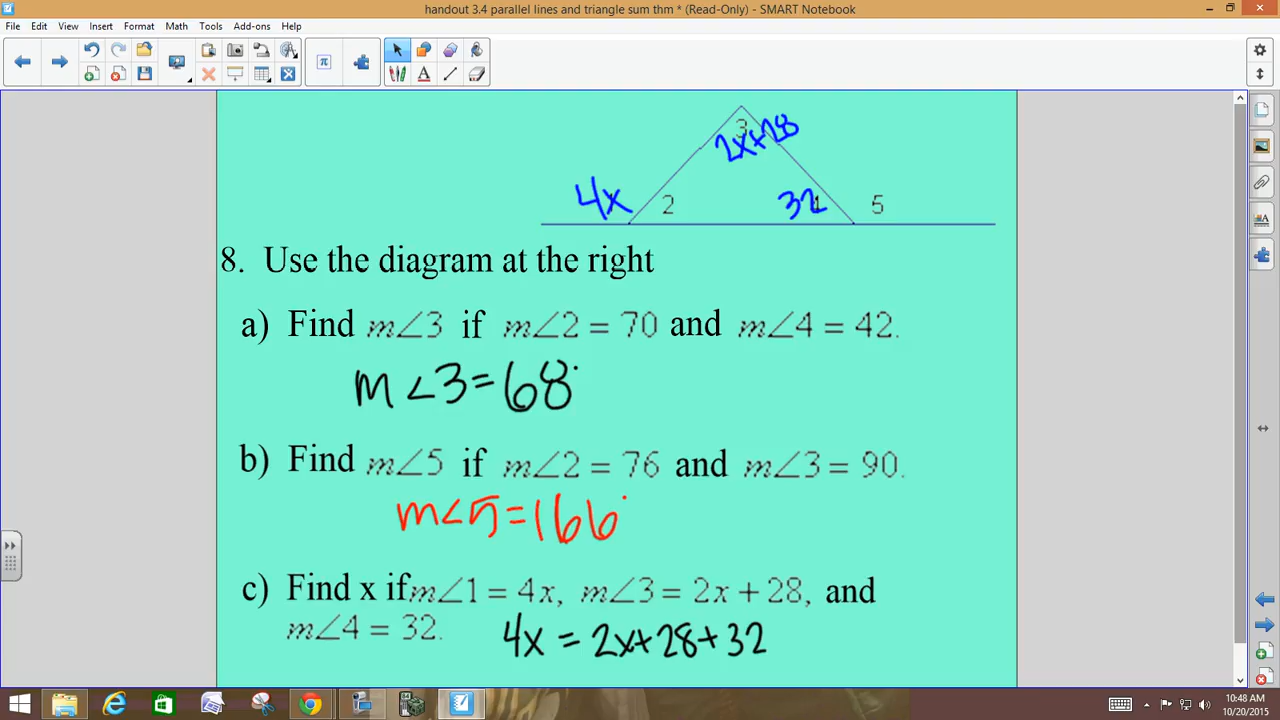 handout 3.4 parallel lines and triangle sum thm * (Read-Only) - SMART Notebook
File Edit View Insert Format Math Tools Add-ons Help
3
2x+28
4x 2 32 5
8. Use the diagram at the right
a) Find m∠3 if m∠2 = 70 and m∠4 = 42.
m<3=68°
b) Find m∠5 if m∠2 = 76 and m∠3 = 90.
m<5=166°
c) Find x if m∠1 = 4x, m∠3 = 2x + 28, and
m∠4 = 32.
4x = 2x+28+32
10:48 AM
10/20/2015